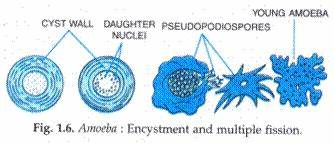 YOUNG AMOEBA
CYST WALL DAUGHTER NUCLEI PSEUDOPODIOSPORES
Fig. 1.6. Amoeba : Encystment and multiple fission.